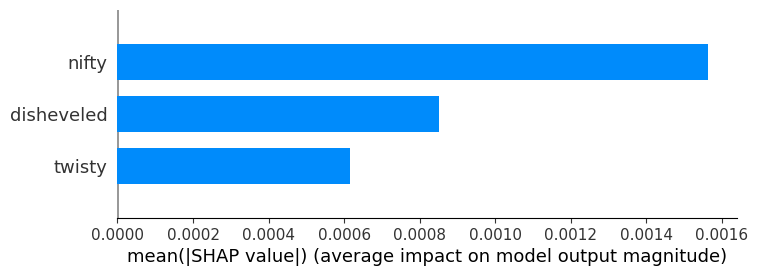 nifty
disheveled
twisty
0.0000 0.0002 0.0004 0.0006 0.0008 0.0010 0.0012 0.0014 0.0016
mean(|SHAP value|) (average impact on model output magnitude)